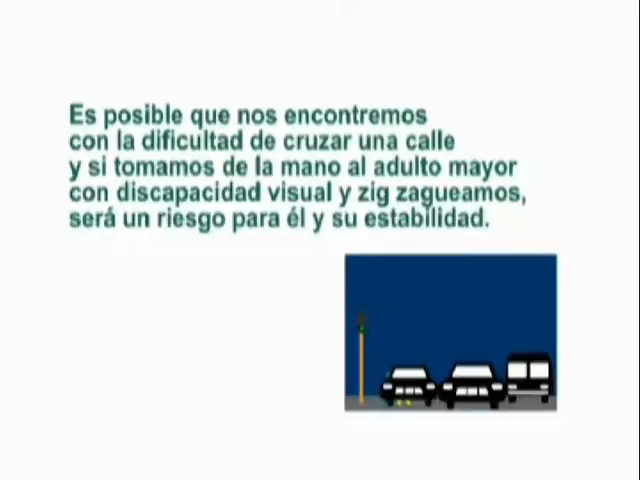 Es posible que nos encontremos
con la dificultad de cruzar una calle
y si tomamos de la mano al adulto mayor
con discapacidad visual y zig zagueamos,
será un riesgo para él y su estabilidad.